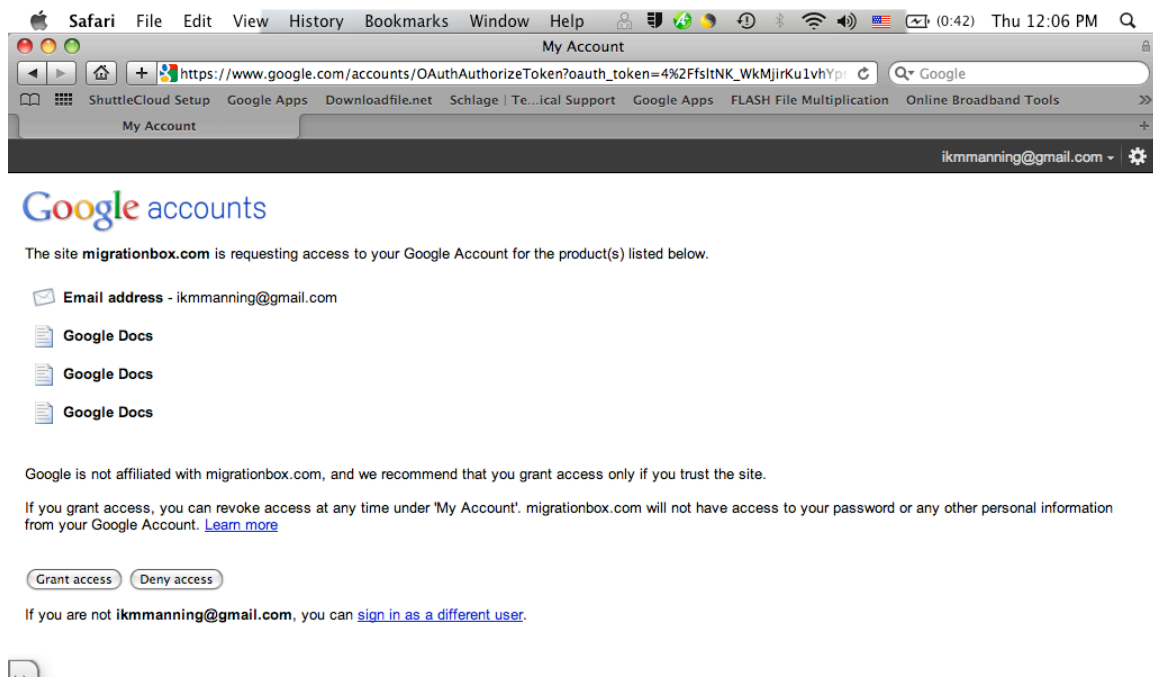 Safari File Edit View History Bookmarks Window Help (0:42) Thu 12:06 PM
My Account
https://www.google.com/accounts/OAuthAuthorizeToken?oauth_token=4%2FfsltNK_WkMjirKu1vhYp Google
ShuttleCloud Setup Google Apps Downloadfile.net Schlage | Te...ical Support Google Apps FLASH File Multiplication Online Broadband Tools
My Account
ikmmanning@gmail.com
Google accounts
The site migrationbox.com is requesting access to your Google Account for the product(s) listed below.
Email address - ikmmanning@gmail.com
Google Docs
Google Docs
Google Docs
Google is not affiliated with migrationbox.com, and we recommend that you grant access only if you trust the site.
If you grant access, you can revoke access at any time under 'My Account'. migrationbox.com will not have access to your password or any other personal information
from your Google Account. Learn more
Grant access Deny access
If you are not ikmmanning@gmail.com, you can sign in as a different user.